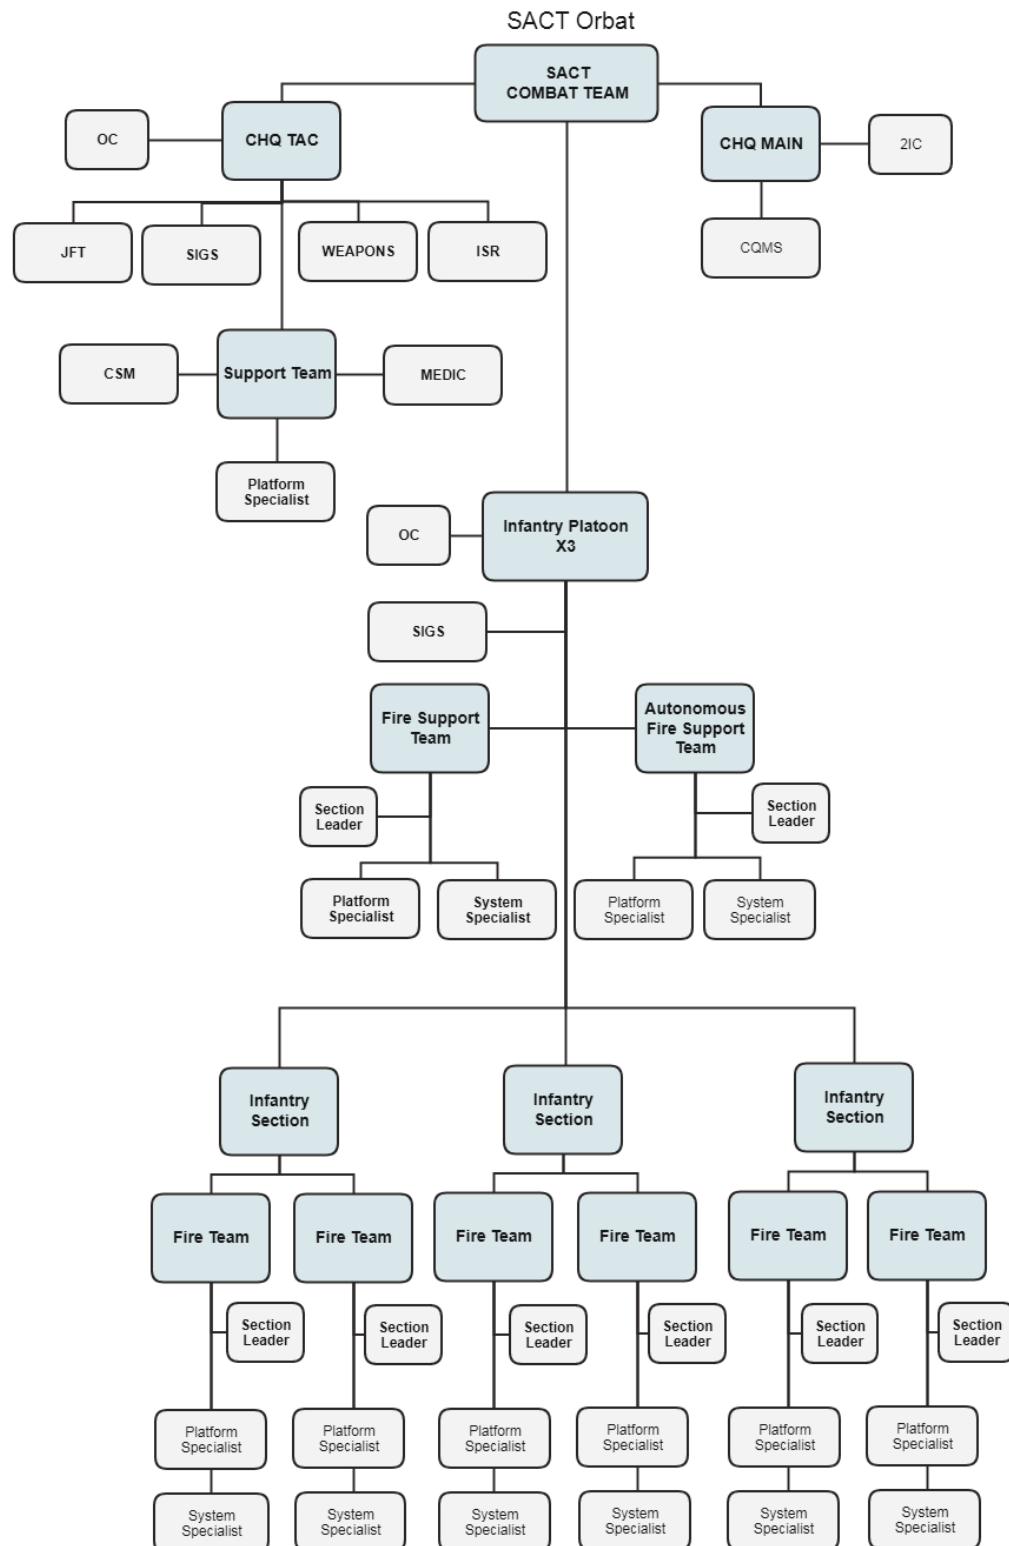 SACT Orbat
SACT
COMBAT TEAM
OC
CHQ TAC
CHQ MAIN
2IC
JFT
SIGS
WEAPONS
ISR
CQMS
CSM
Support Team
MEDIC
Platform
Specialist
OC
Infantry Platoon
X3
SIGS
Fire Support
Team
Autonomous
Fire Support
Team
Section
Leader
Section
Leader
Platform
Specialist
System
Specialist
Platform
Specialist
System
Specialist
Infantry
Section
Infantry
Section
Infantry
Section
Fire Team
Fire Team
Fire Team
Fire Team
Fire Team
Fire Team
Section
Leader
Section
Leader
Section
Leader
Section
Leader
Section
Leader
Section
Leader
Platform
Specialist
Platform
Specialist
Platform
Specialist
Platform
Specialist
Platform
Specialist
Platform
Specialist
System
Specialist
System
Specialist
System
Specialist
System
Specialist
System
Specialist
System
Specialist